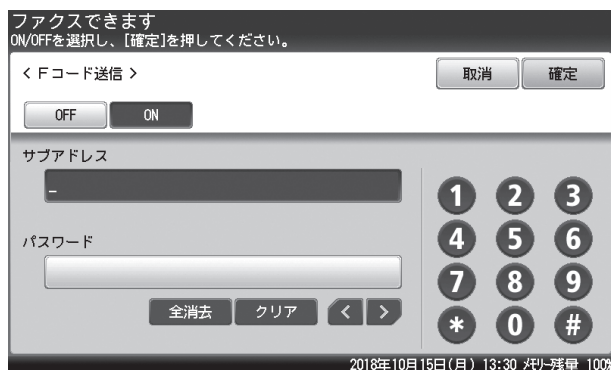 ファクスできます
ON/OFFを選択し、[確定]を押してください。
< Fコード送信 >
取消 確定
OFF ON
サブアドレス
_
1 2 3
パスワード
4 5 6
7 8 9
全消去 クリア < >
* 0 #
2018年10月15日(月) 13:30 メモリー残量 100%